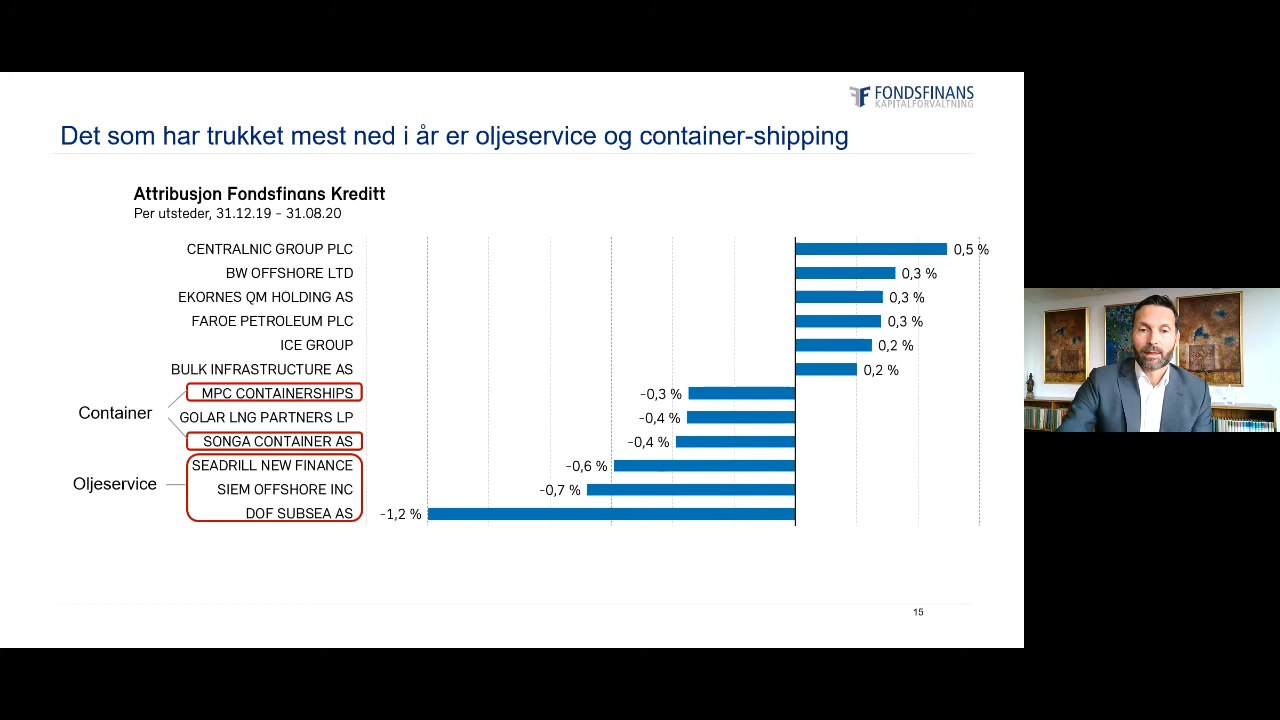 FONDSFINANS
KAPITALFORVALTNING
Det som har trukket mest ned i år er oljeservice og container-shipping
Attribusjon Fondsfinans Kreditt
Per utsteder, 31.12.19 - 31.08.20
CENTRALNIC GROUP PLC 0,5 %
BW OFFSHORE LTD 0,3 %
EKORNES QM HOLDING AS 0,3 %
FAROE PETROLEUM PLC 0,3 %
ICE GROUP 0,2 %
BULK INFRASTRUCTURE AS 0,2 %
MPC CONTAINERSHIPS -0,3 %
Container
GOLAR LNG PARTNERS LP -0,4 %
SONGA CONTAINER AS -0,4 %
SEADRILL NEW FINANCE -0,6 %
Oljeservice
SIEM OFFSHORE INC -0,7 %
DOF SUBSEA AS -1,2 %
15